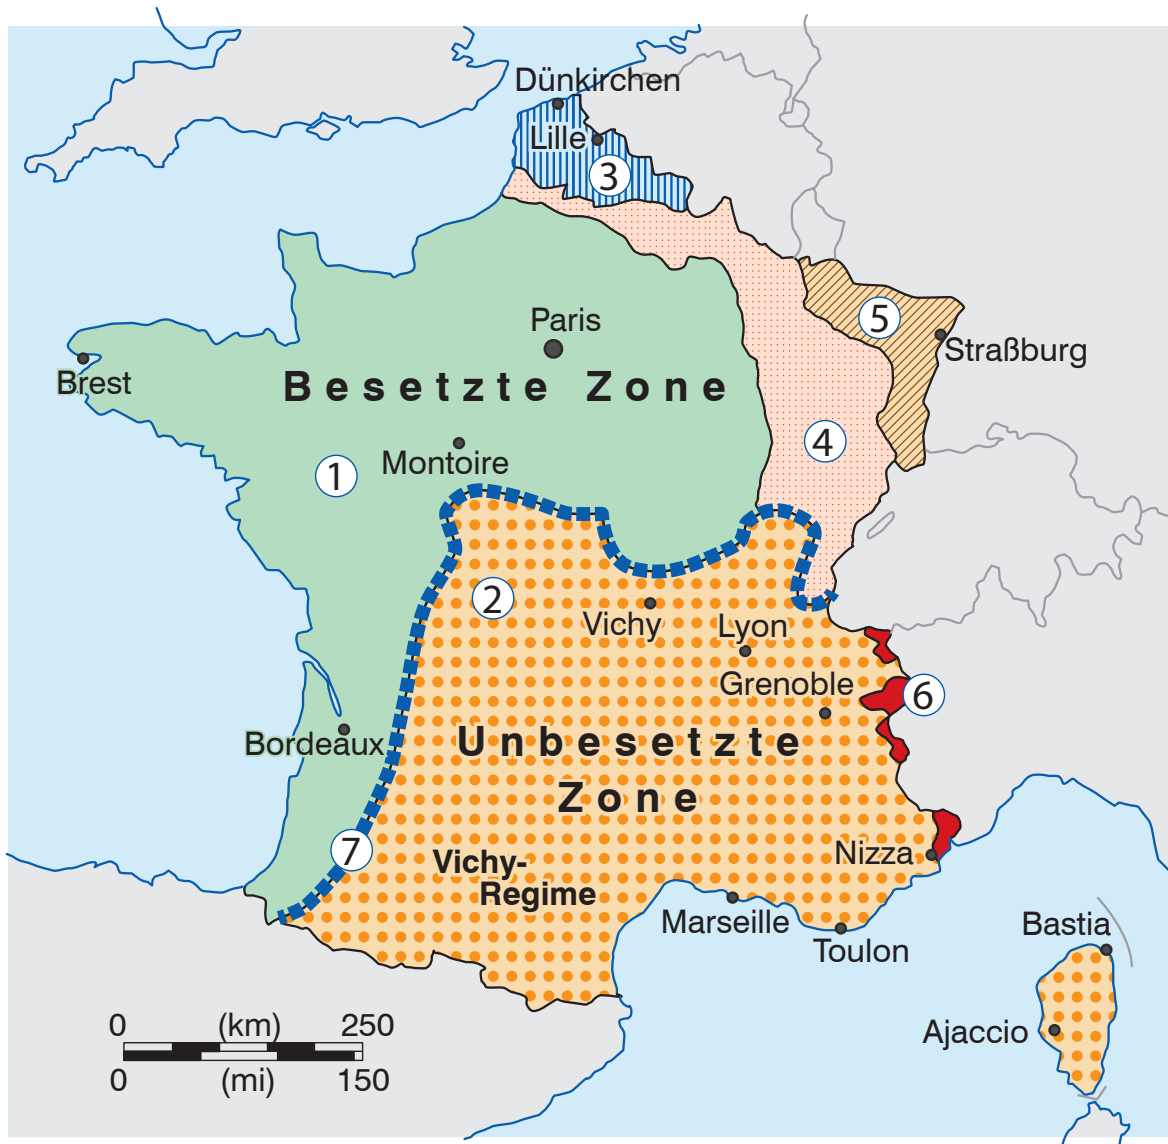 Dünkirchen
Lille
3
5
Paris
Straßburg
Brest
Besetzte Zone
4
Montoire
1
2
Vichy
Lyon
Grenoble
6
Bordeaux
Unbesetzte
Zone
7
Nizza
Vichy-
Regime
Marseille
Toulon
Bastia
Ajaccio
0 (km) 250
0 (mi) 150